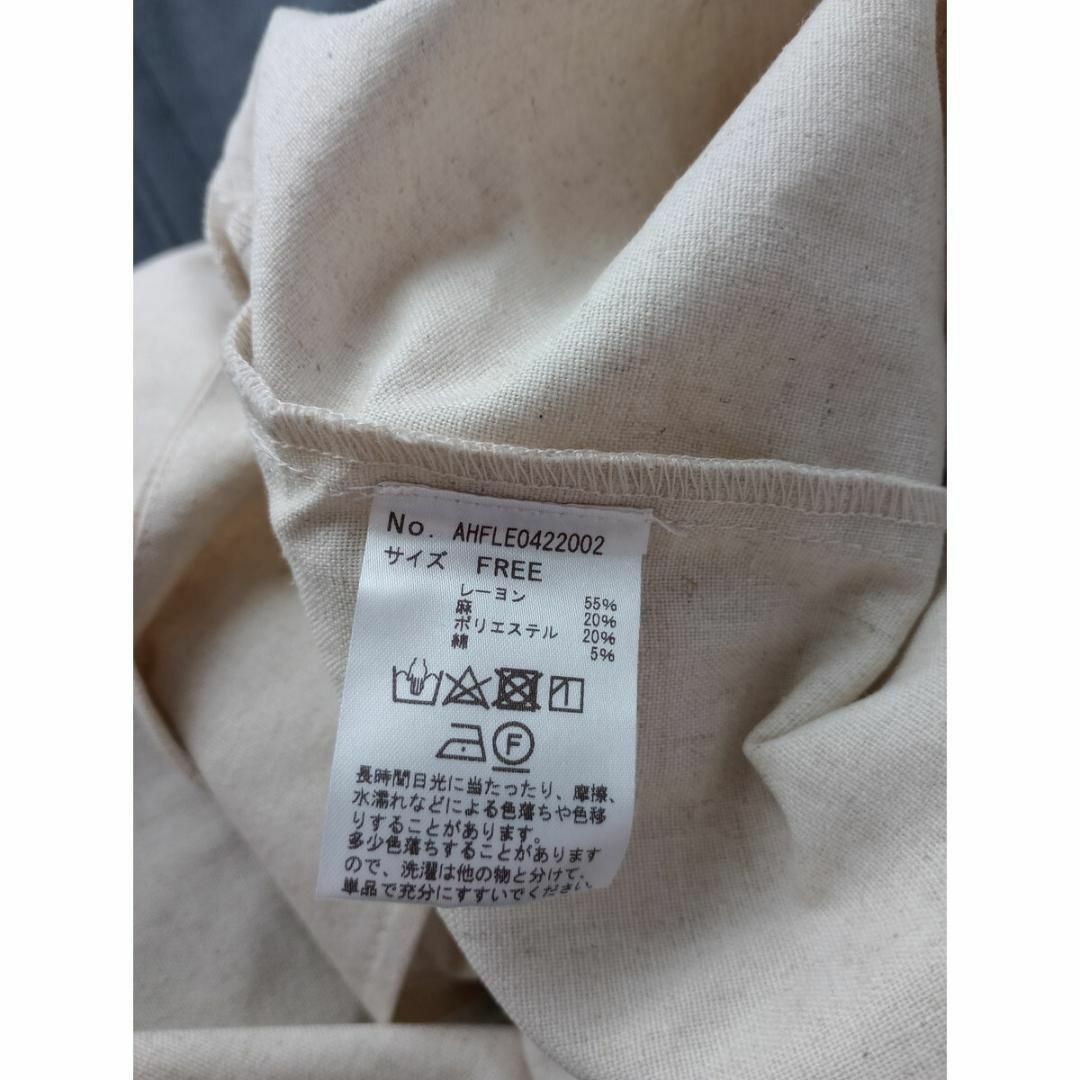 No. AHFLE0422002
サイズ FREE
レーヨン 55%
麻 20%
ポリエステル 20%
綿 5%
F
長時間日光に当たったり、摩擦、
水濡れなどによる色落ちや色移
りすることがあります。
多少色落ちすることがあります
ので、洗濯は他の物と分けて、
単品で充分にすすいでください。